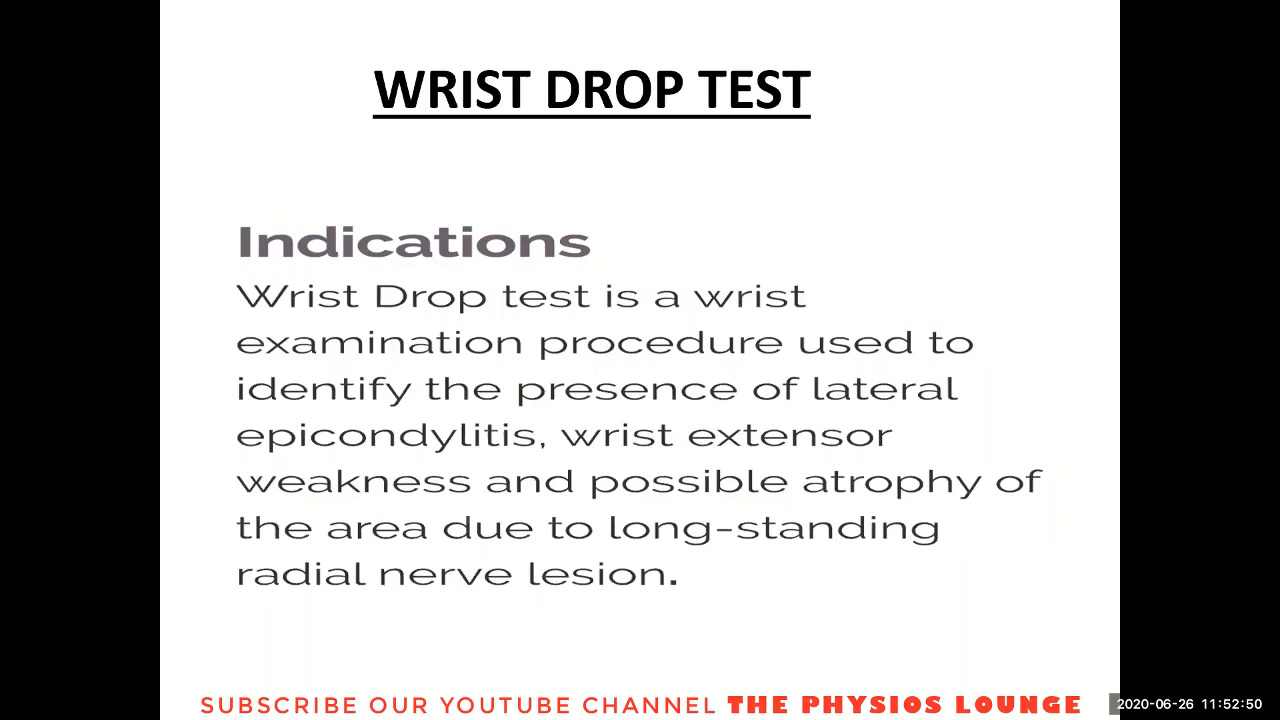 WRIST DROP TEST
Indications
Wrist Drop test is a wrist
examination procedure used to
identify the presence of lateral
epicondylitis, wrist extensor
weakness and possible atrophy of
the area due to long-standing
radial nerve lesion.
SUBSCRIBE OUR YOUTUBE CHANNEL THE PHYSIOS LOUNGE
2020-06-26 11:52:50